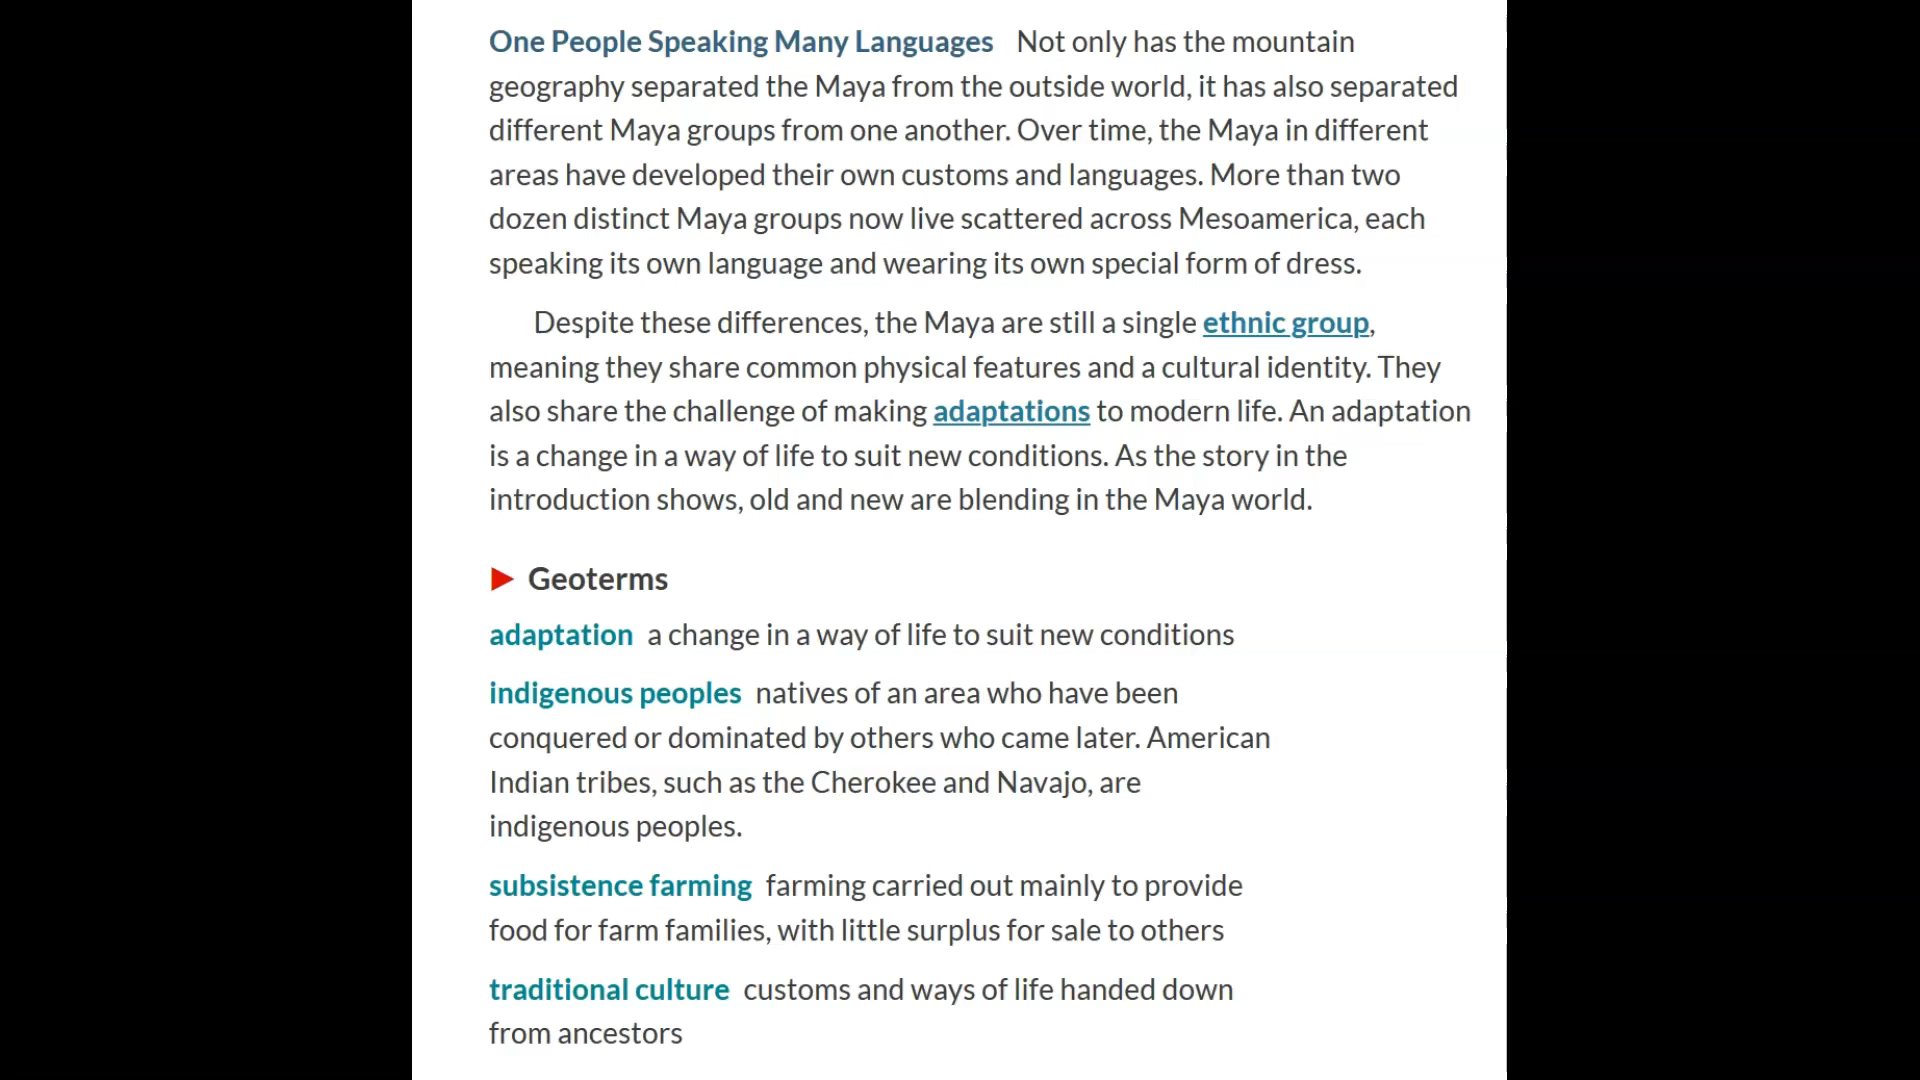 One People Speaking Many Languages Not only has the mountain
geography separated the Maya from the outside world, it has also separated
different Maya groups from one another. Over time, the Maya in different
areas have developed their own customs and languages. More than two
dozen distinct Maya groups now live scattered across Mesoamerica, each
speaking its own language and wearing its own special form of dress.
Despite these differences, the Maya are still a single ethnic group,
meaning they share common physical features and a cultural identity. They
also share the challenge of making adaptations to modern life. An adaptation
is a change in a way of life to suit new conditions. As the story in the
introduction shows, old and new are blending in the Maya world.
Geoterms
adaptation a change in a way of life to suit new conditions
indigenous peoples natives of an area who have been
conquered or dominated by others who came later. American
Indian tribes, such as the Cherokee and Navajo, are
indigenous peoples.
subsistence farming farming carried out mainly to provide
food for farm families, with little surplus for sale to others
traditional culture customs and ways of life handed down
from ancestors